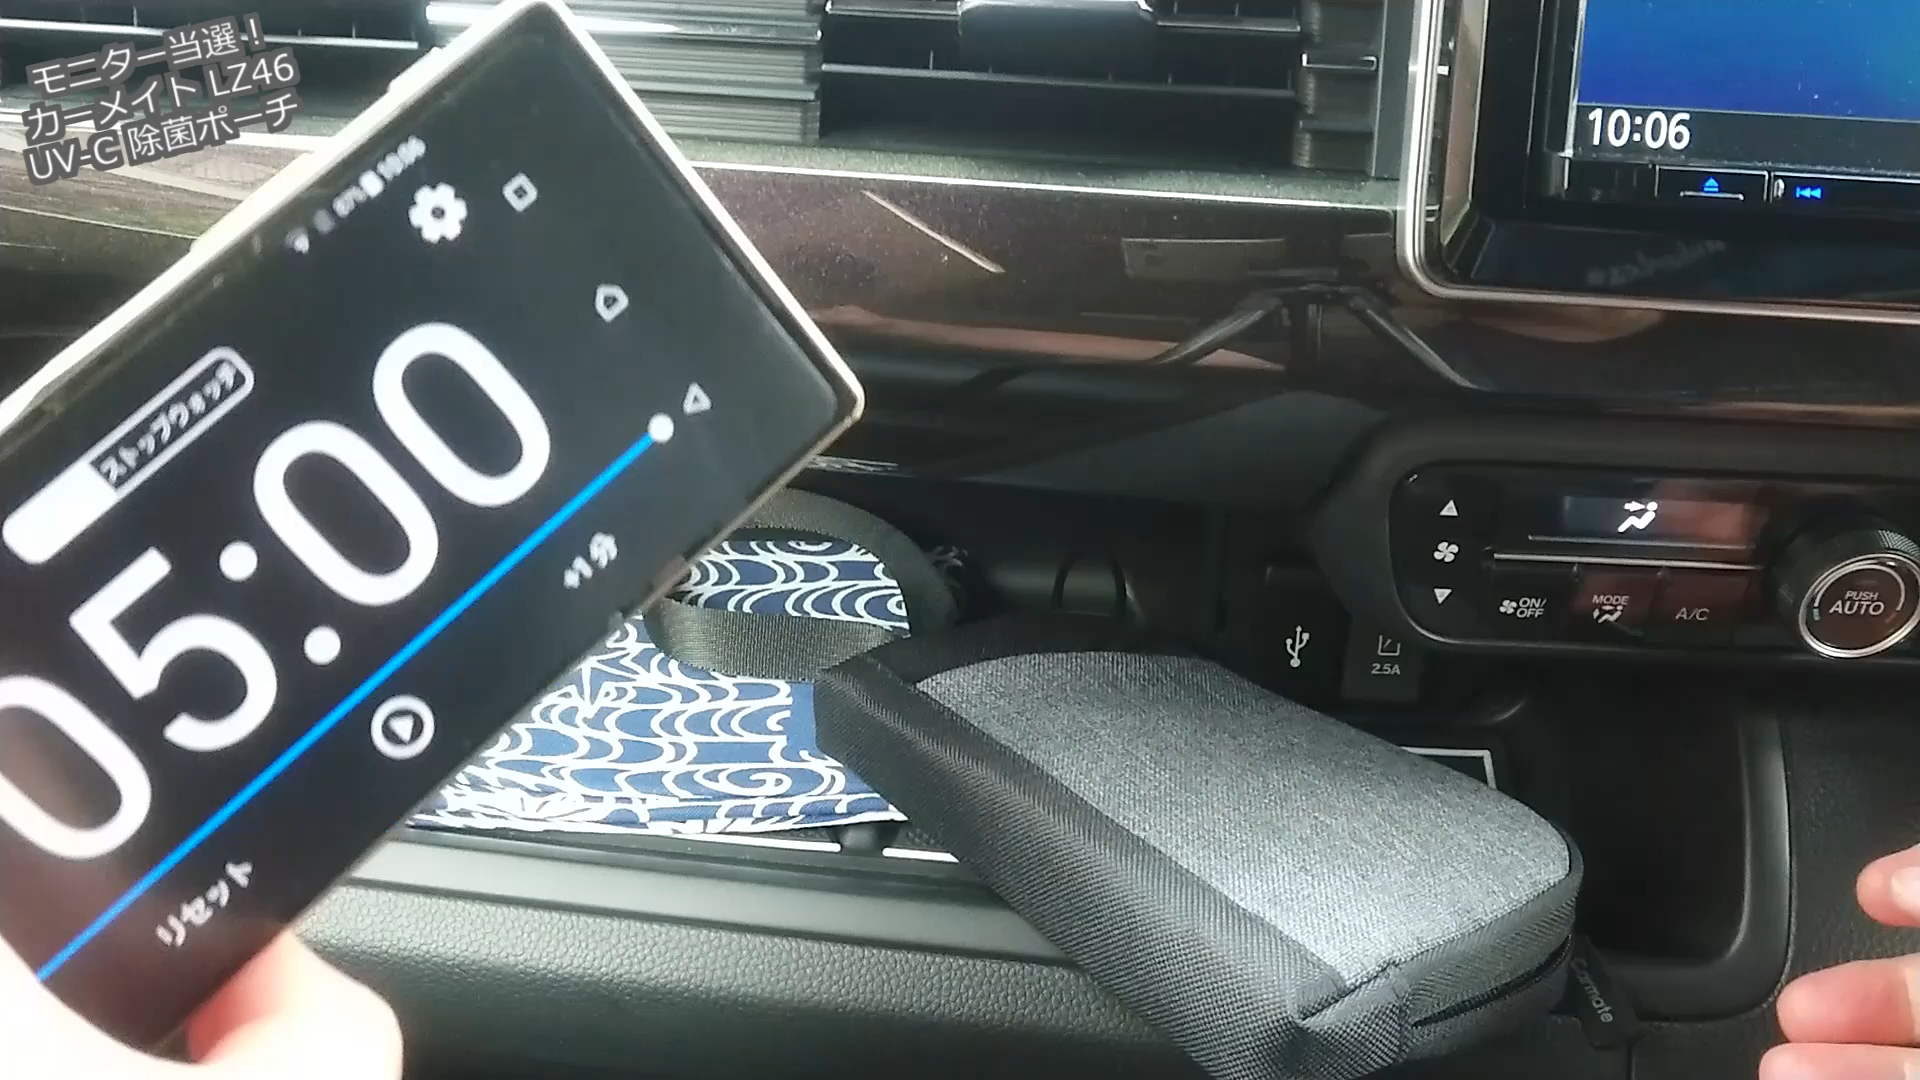 モニター当選！
カーメイト LZ46
UV-C 除菌ポーチ
10:06
ストップウォッチ
05:00
+1 分
リセット
ON/
OFF
MODE
A/C
PUSH
AUTO
2.5A
Carmate